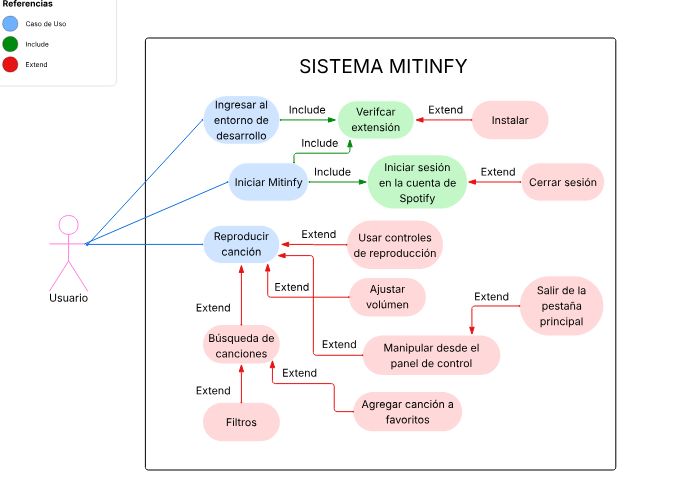 Referencias
Caso de Uso
Include
Extend
SISTEMA MITINFY
Ingresar al
entorno de
desarrollo
Include
Verifcar
extensión
Extend
Instalar
Include
Iniciar Mitinfy
Include
Iniciar sesión
en la cuenta de
Spotify
Extend
Cerrar sesión
Usuario
Reproducir
canción
Extend
Usar controles
de reproducción
Extend
Ajustar
volúmen
Extend
Salir de la
pestaña
principal
Extend
Búsqueda de
canciones
Extend
Manipular desde el
panel de control
Extend
Extend
Filtros
Agregar canción a
favoritos